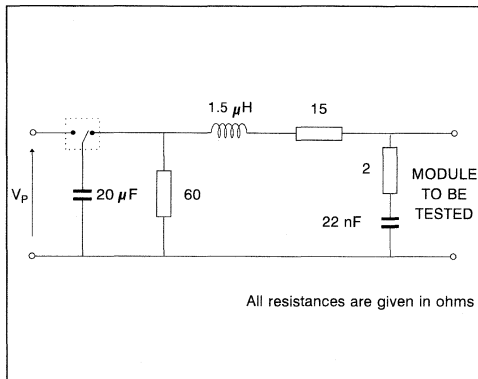 1.5 μH
15
2
MODULE
TO BE
TESTED
V_P
20 μF
60
22 nF
All resistances are given in ohms